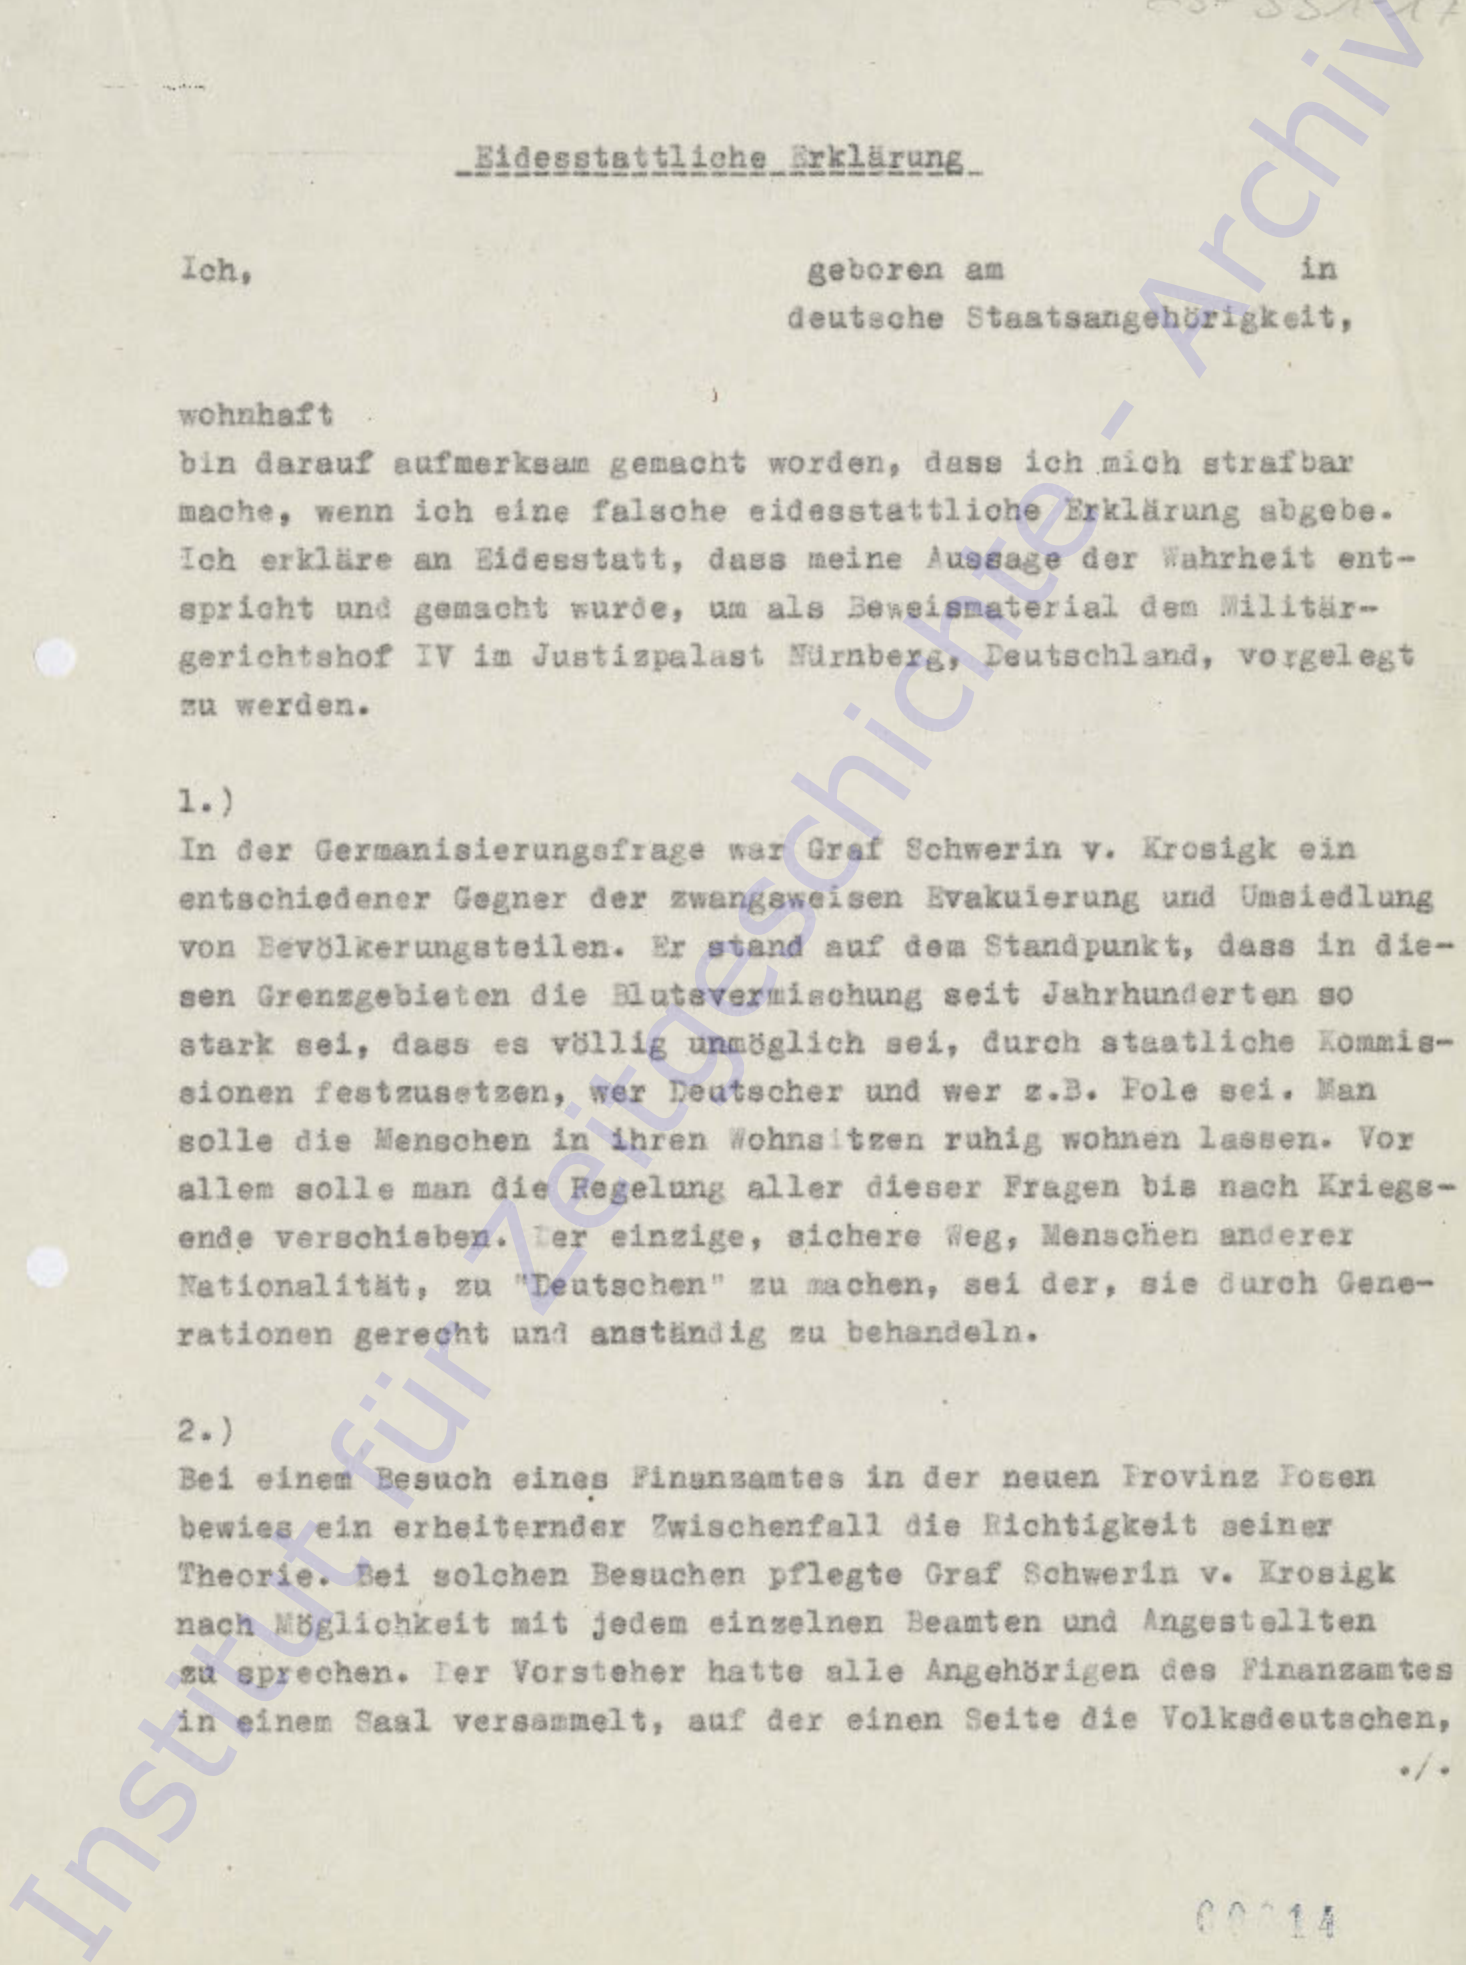 Eidesstattliche Erklärung
Ich, geboren am in
deutsche Staatsangehörigkeit,
wohnhaft
bin darauf aufmerksam gemacht worden, dass ich mich strafbar
mache, wenn ich eine falsche eidesstattliche Erklärung abgebe.
Ich erkläre an Eidesstatt, dass meine Aussage der Wahrheit ent-
spricht und gemacht wurde, um als Beweismaterial dem Militär-
gerichtshof IV im Justizpalast Nürnberg, Deutschland, vorgelegt
zu werden.
1.)
In der Germanisierungsfrage war Graf Schwerin v. Krosigk ein
entschiedener Gegner der zwangsweisen Evakuierung und Umsiedlung
von Bevölkerungsteilen. Er stand auf dem Standpunkt, dass in die-
sen Grenzgebieten die Blutsvermischung seit Jahrhunderten so
stark sei, dass es völlig unmöglich sei, durch staatliche Kommis-
sionen festzusetzen, wer Deutscher und wer z.B. Pole sei. Man
solle die Menschen in ihren Wohnsitzen ruhig wohnen lassen. Vor
allem solle man die Regelung aller dieser Fragen bis nach Kriegs-
ende verschieben. Der einzige, sichere Weg, Menschen anderer
Nationalität, zu "Deutschen" zu machen, sei der, sie durch Gene-
rationen gerecht und anständig zu behandeln.
2.)
Bei einem Besuch eines Finanzamtes in der neuen Provinz Posen
bewies ein erheiternder Zwischenfall die Richtigkeit seiner
Theorie. Bei solchen Besuchen pflegte Graf Schwerin v. Krosigk
nach Möglichkeit mit jedem einzelnen Beamten und Angestellten
zu sprechen. Der Vorsteher hatte alle Angehörigen des Finanzamtes
in einem Saal versammelt, auf der einen Seite die Volksdeutschen,
./.
Institut für Zeitgeschichte - Archiv